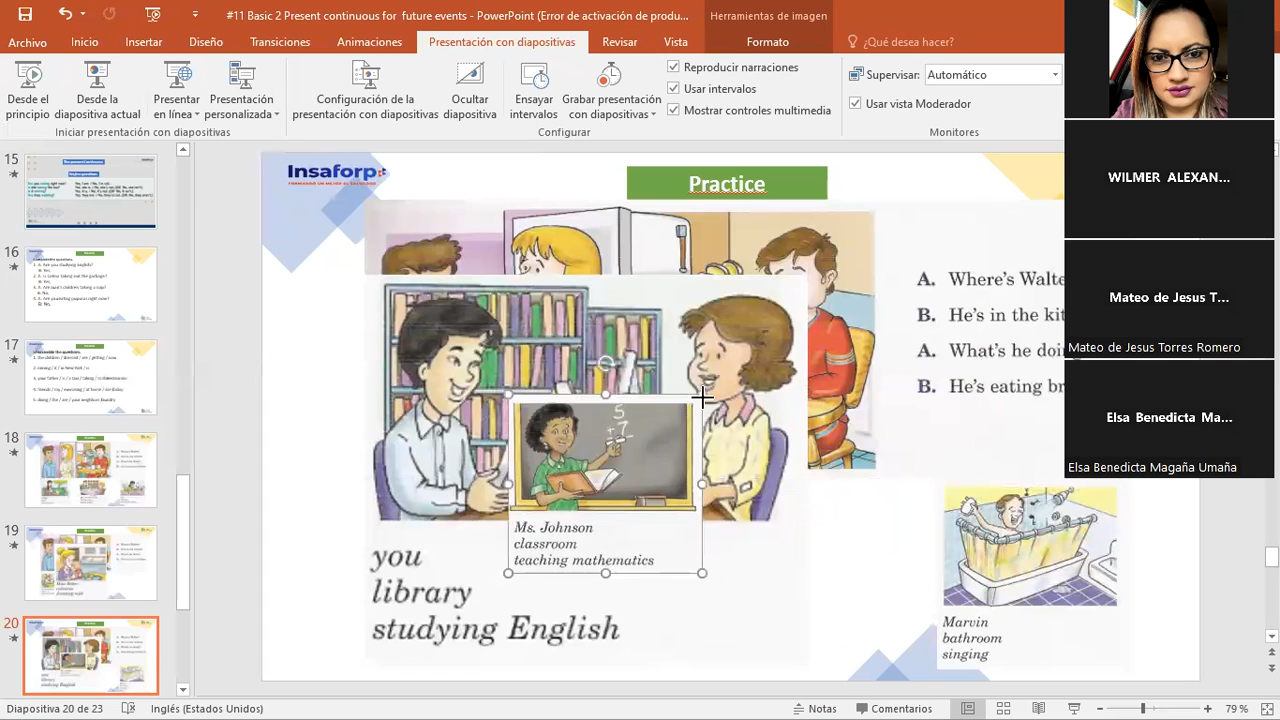 #11 Basic 2 Present continuous for future events - PowerPoint (Error de activación de produ...
Herramientas de imagen
Archivo
Inicio
Insertar
Diseño
Transiciones
Animaciones
Presentación con diapositivas
Revisar
Vista
Formato
¿Qué desea hacer?
Desde el principio
Desde la diapositiva actual
Presentar en línea
Presentación personalizada
Iniciar presentación con diapositivas
Configuración de la presentación con diapositivas
Ocultar diapositiva
Ensayar intervalos
Grabar presentación con diapositivas
Reproducir narraciones
Usar intervalos
Mostrar controles multimedia
Configurar
Supervisar:
Automático
Usar vista Moderador
Monitores
WILMER ALEXAN...
Mateo de Jesus T...
Mateo de Jesus Torres Romero
Elsa Benedicta Ma...
Elsa Benedicta Magaña Umaña
15
16
17
18
19
20
Insaforp
Practice
A. Where's Walte
B. He's in the kit
A. What's he doin
B. He's eating br
5
+7
Ms. Johnson
classroom
teaching mathematics
you
library
studying English
Marvin
bathroom
singing
Diapositiva 20 de 23
Inglés (Estados Unidos)
Notas
Comentarios
79 %